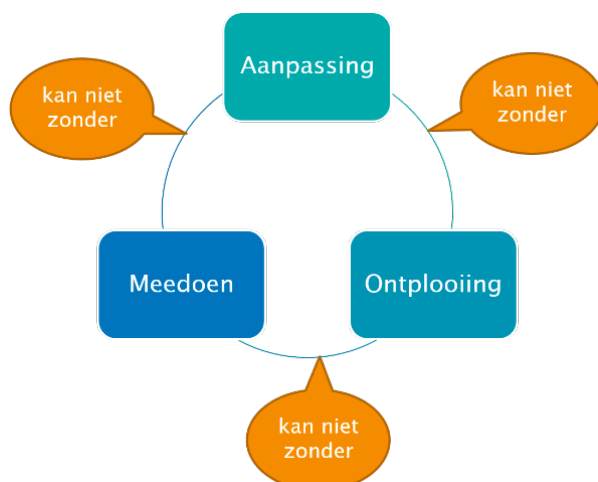 Aanpassing
kan niet
zonder
kan niet
zonder
Meedoen
Ontplooiing
kan niet
zonder